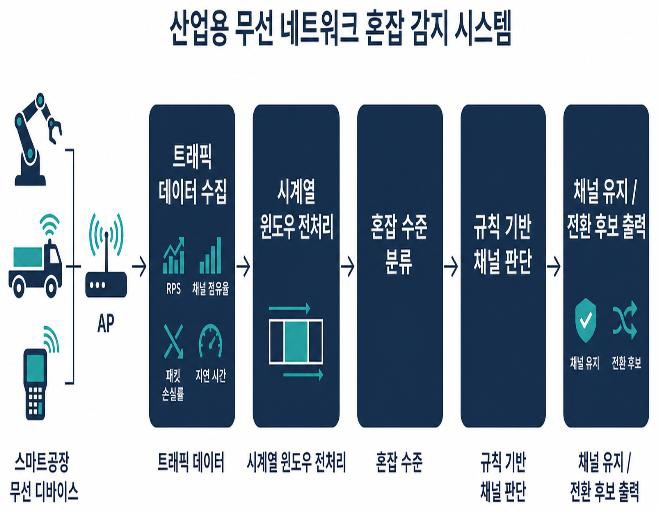 산업용 무선 네트워크 혼잡 감지 시스템
AP
트래픽
데이터 수집
RPS
채널 점유율
패킷
손실률
지연 시간
시계열
윈도우 전처리
혼잡 수준
분류
규칙 기반
채널 판단
채널 유지 /
전환 후보 출력
채널 유지
전환 후보
스마트공장
무선 디바이스
트래픽 데이터
시계열 윈도우 전처리
혼잡 수준
규칙 기반
채널 판단
채널 유지 /
전환 후보 출력